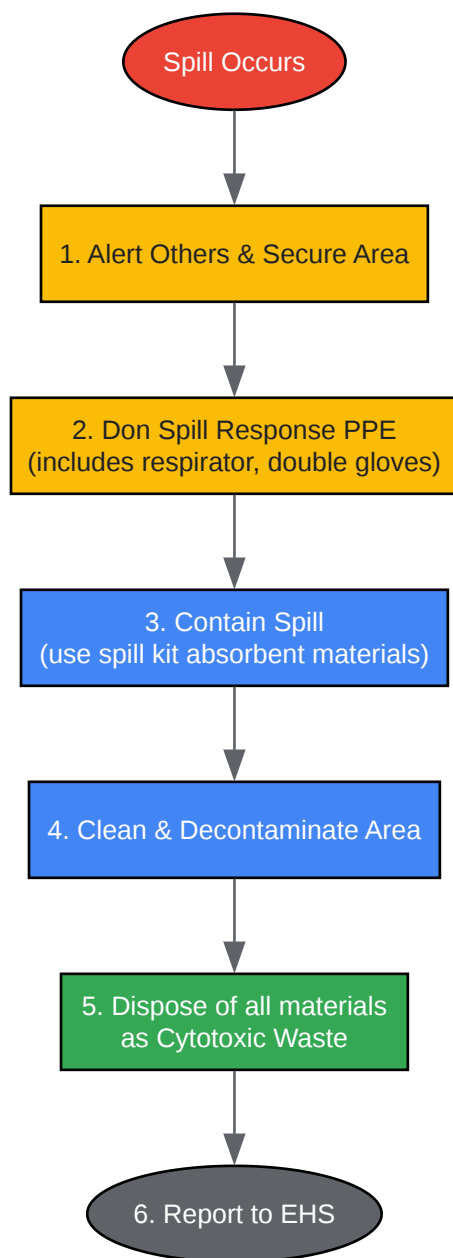 Spill Occurs
1. Alert Others & Secure Area
2. Don Spill Response PPE
(includes respirator, double gloves)
3. Contain Spill
(use spill kit absorbent materials)
4. Clean & Decontaminate Area
5. Dispose of all materials
as Cytotoxic Waste
6. Report to EHS